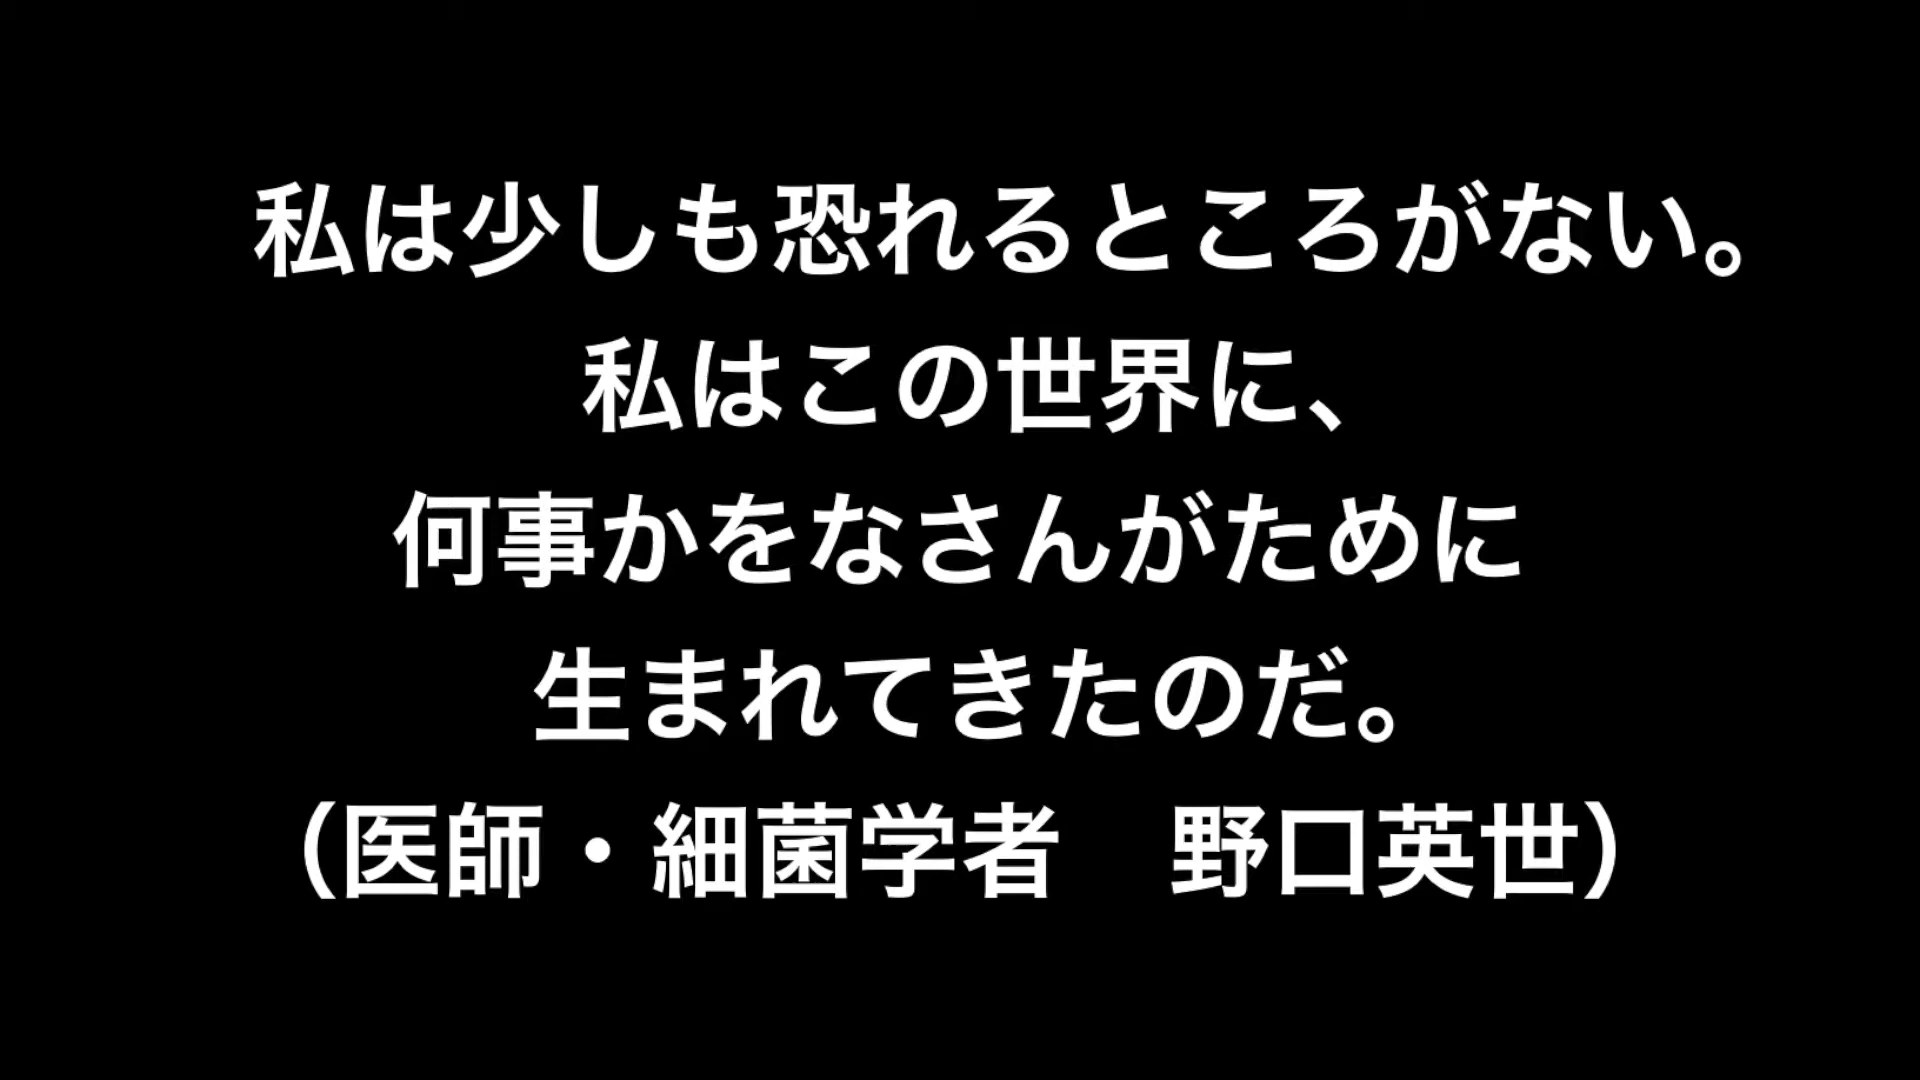 私は少しも恐れるところがない。
私はこの世界に、
何事かをなさんがために
生まれてきたのだ。
（医師・細菌学者　野口英世）